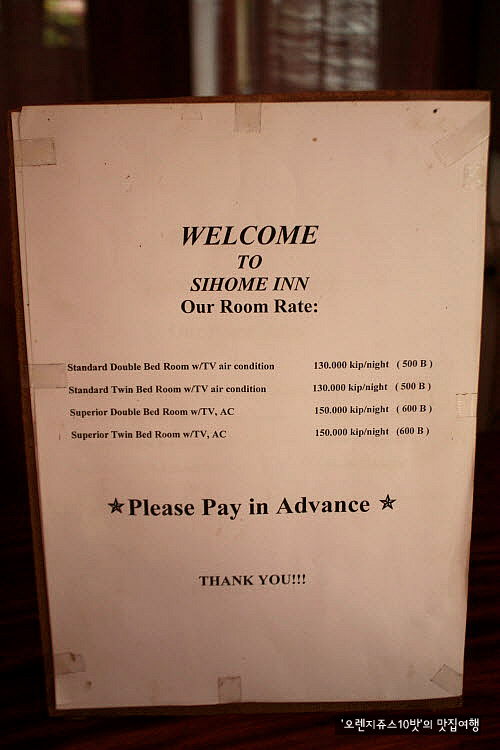 WELCOME
TO
SIHOME INN
Our Room Rate:
Standard Double Bed Room w/TV air condition 130.000 kip/night ( 500 B )
Standard Twin Bed Room w/TV air condition 130.000 kip/night ( 500 B )
Superior Double Bed Room w/TV, AC 150.000 kip/night ( 600 B )
Superior Twin Bed Room w/TV, AC 150.000 kip/night (600 B )
★Please Pay in Advance ★
THANK YOU!!!
'오렌지쥬스10밧'의 맛집여행